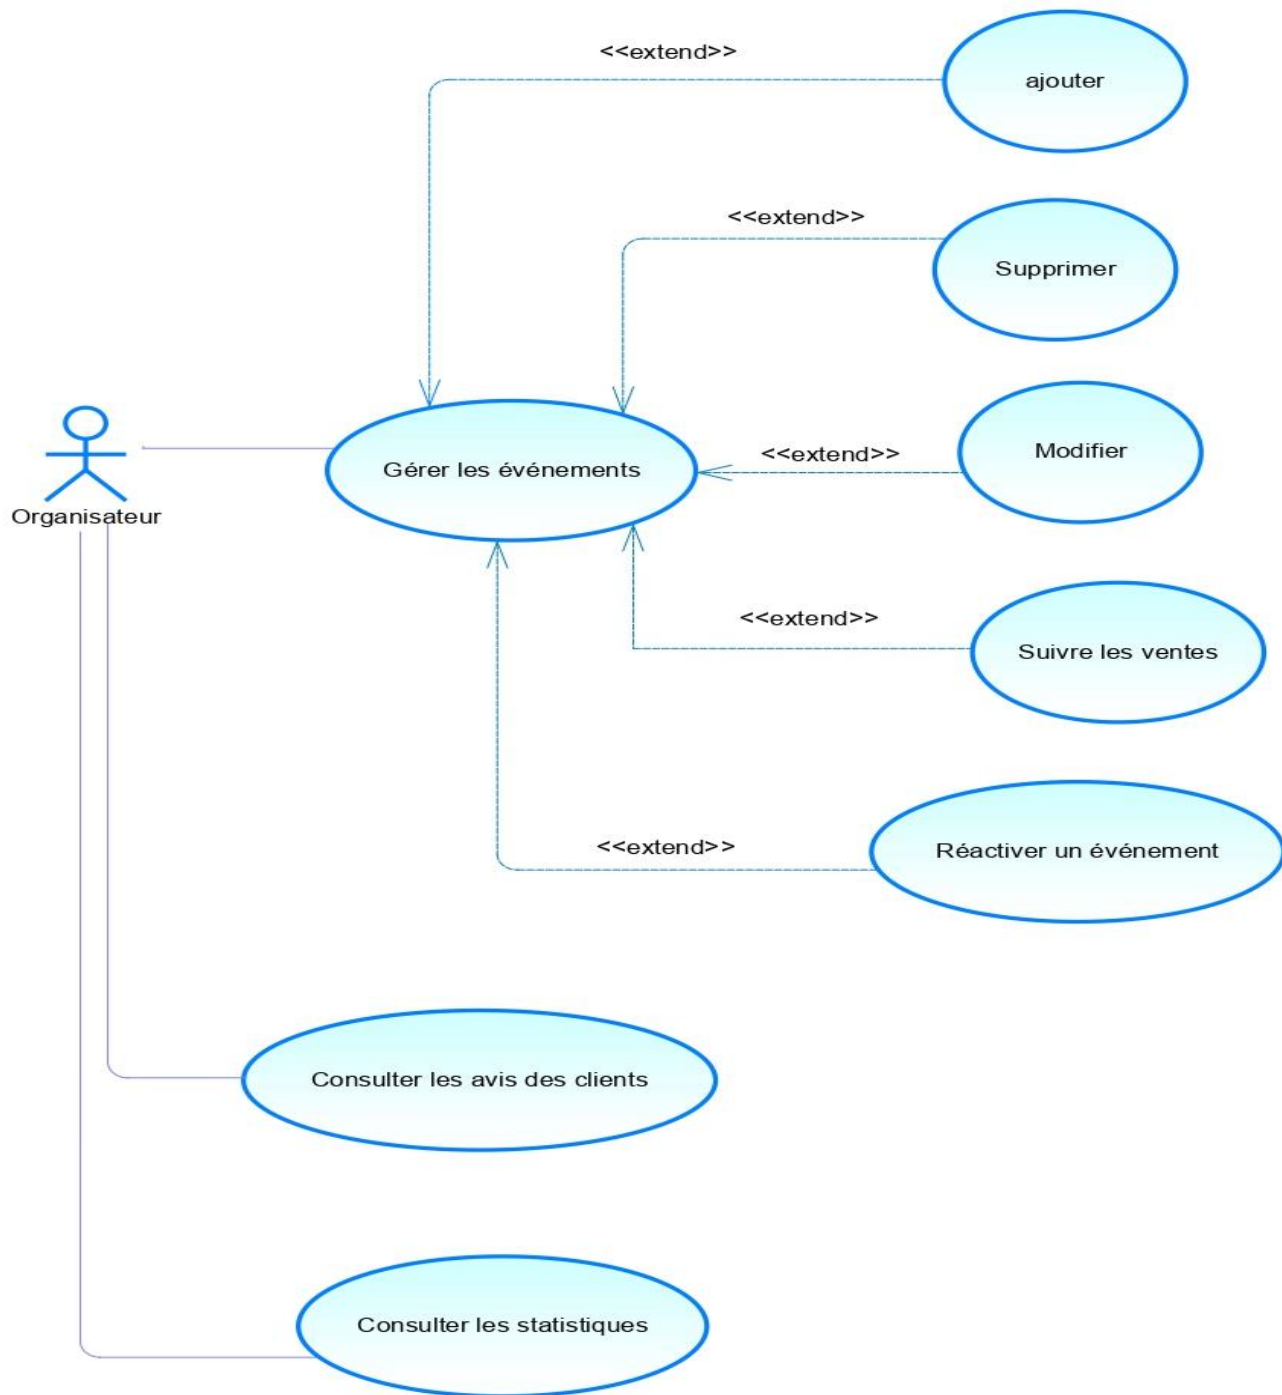 <<extend>>
ajouter
<<extend>>
Supprimer
Modifier
<<extend>>
Gérer les événements
Organisateur
<<extend>>
Suivre les ventes
<<extend>>
Réactiver un événement
Consulter les avis des clients
Consulter les statistiques